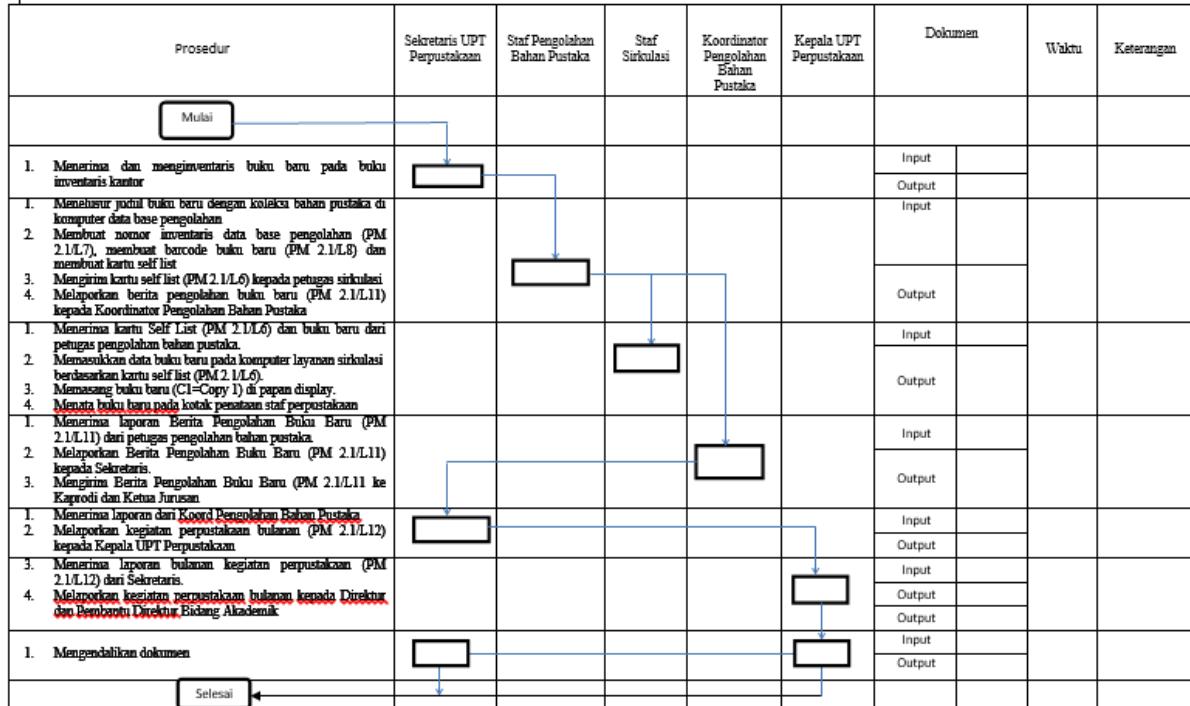 Prosedur
Sekretaris UPT
Perpustakaan
Staf Pengolahan
Bahan Pustaka
Staf
Sirkulasi
Koordinator
Pengolahan
Bahan
Pustaka
Kepala UPT
Perpustakaan
Dokumen
Waktu
Keterangan
Mulai
1. Menerima dan menginventaris buku baru pada buku
inventaris kantor
Input
Output
1. Menelusur judul buku baru dengan koleksi bahan pustaka di
komputer data base pengolahan
2. Membuat nomor inventaris data base pengolahan (PM
2.1/L7), membuat barcode buku baru (PM 2.1/L8) dan
membuat kartu self list
3. Mengirim kartu self list (PM 2.1/L6) kepada petugas sirkulasi
4. Melaporkan berita pengolahan buku baru (PM 2.1/L11)
kepada Koordinator Pengolahan Bahan Pustaka
Input
Output
1. Menerima kartu Self List (PM 2.1/L6) dan buku baru dari
petugas pengolahan bahan pustaka.
2. Memasukkan data buku baru pada komputer layanan sirkulasi
berdasarkan kartu self list (PM 2.1/L6).
3. Memasang buku baru (C1=Copy 1) di papan display.
4. Menata buku baru pada kotak penataan staf perpustakaan
Input
Output
1. Menerima laporan Berita Pengolahan Buku Baru (PM
2.1/L11) dari petugas pengolahan bahan pustaka.
2. Melaporkan Berita Pengolahan Buku Baru (PM 2.1/L11)
kepada Sekretaris.
3. Mengirim Berita Pengolahan Buku Baru (PM 2.1/L11 ke
Kaprodi dan Ketua Jurusan
Input
Output
1. Menerima laporan dari Koord Pengolahan Bahan Pustaka
2. Melaporkan kegiatan perpustakaan bulanan (PM 2.1/L12)
kepada Kepala UPT Perpustakaan
Input
Output
3. Menerima laporan bulanan kegiatan perpustakaan (PM
2.1/L12) dari Sekretaris.
4. Melaporkan kegiatan perpustakaan bulanan kepada Direktur
dan Pembantu Direktur Bidang Akademik
Input
Output
Output
1. Mengendalikan dokumen
Input
Output
Selesai